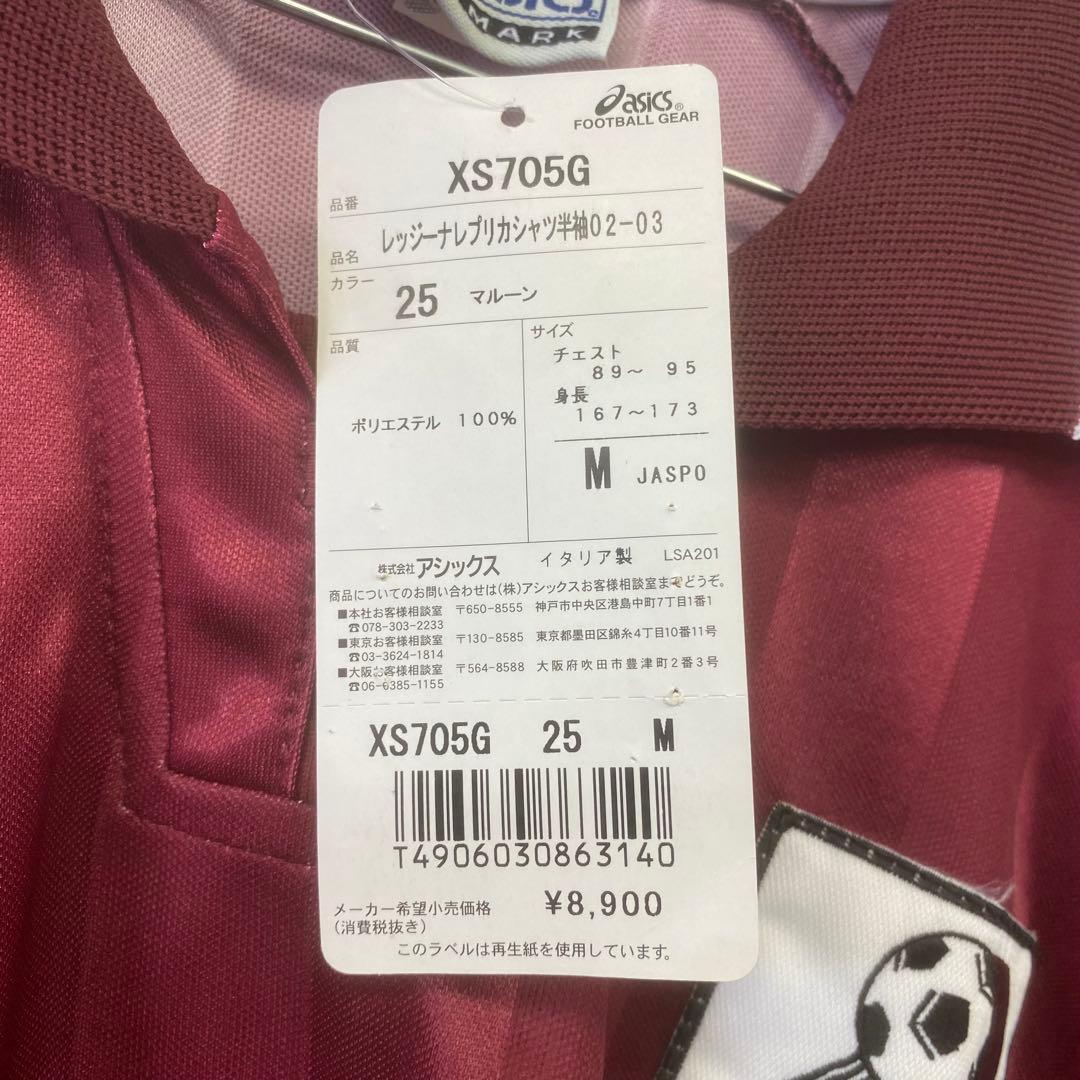 asics
MARK
asics®
FOOTBALL GEAR
品番 XS705G
品名 レッジーナレプリカシャツ半袖02-03
カラー 25 マルーン
品質
ポリエステル 100%
サイズ
チェスト
89～ 95
身長
167～173
M JASPO
株式会社アシックス イタリア製 LSA201
商品についてのお問い合わせは(株)アシックスお客様相談室までどうぞ。
■本社お客様相談室 〒650-8555 神戸市中央区港島中町7丁目1番1
☎078-303-2233
■東京お客様相談室 〒130-8585 東京都墨田区錦糸4丁目10番11号
☎03-3624-1814
■大阪お客様相談室 〒564-8588 大阪府吹田市豊津町2番3号
☎06-6385-1155
XS705G 25 M
T4906030863140
メーカー希望小売価格 ¥8,900
(消費税抜き)
このラベルは再生紙を使用しています。